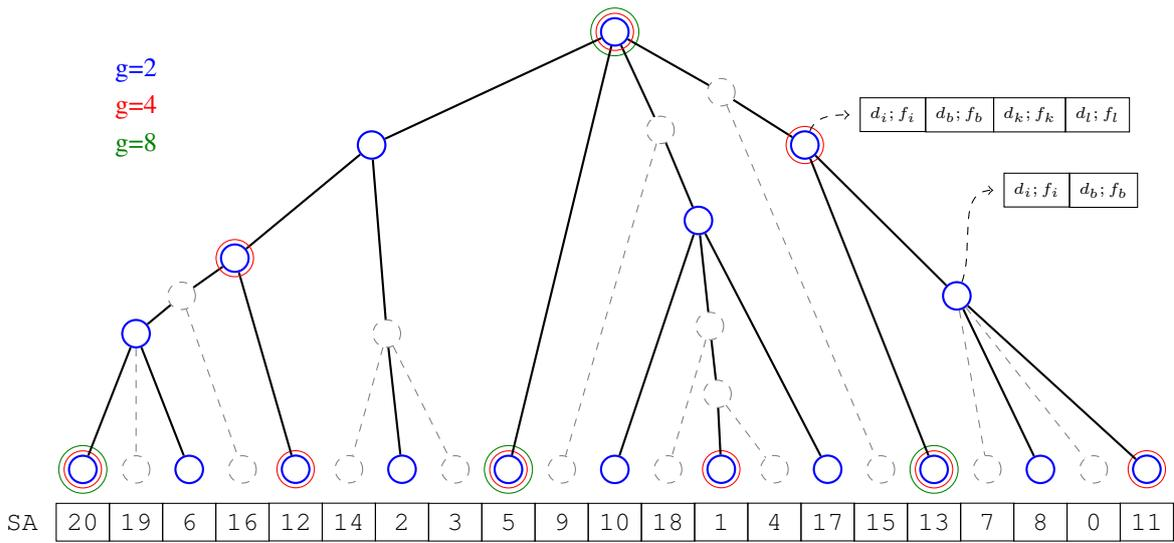 g=2
g=4
g=8
d_i; f_i d_b; f_b d_k; f_k d_l; f_l
d_i; f_i d_b; f_b
SA 20 19 6 16 12 14 2 3 5 9 10 18 1 4 17 15 13 7 8 0 11